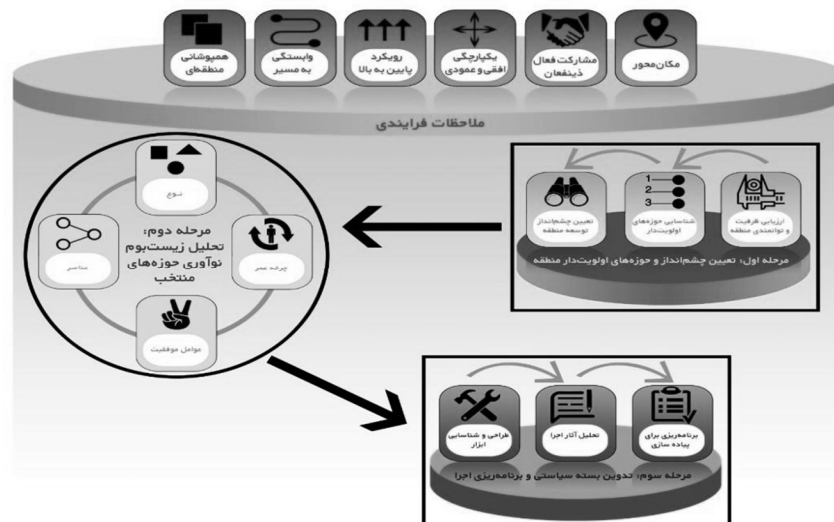 مکان‌محور
مشارکت فعال
ذینفعان
یکپارچگی
افقی و عمودی
رویکرد
پایین به بالا
وابستگی
به مسیر
همپوشانی
منطقه‌ای
ملاحظات فرایندی
1
2
3
ارزیابی ظرفیت
و توانمندی منطقه
شناسایی حوزه‌های
اولویت‌دار
تعیین چشم‌انداز
توسعه منطقه
مرحله اول: تعیین چشم‌انداز و حوزه‌های اولویت‌دار منطقه
مرحله دوم:
تحلیل زیست‌بوم
نوآوری حوزه‌های
منتخب
نوع
چرخه عمر
عوامل موفقیت
عناصر
طراحی و شناسایی
ابزار
تحلیل آثار اجرا
برنامه‌ریزی برای
پیاده سازی
مرحله سوم: تدوین بسته سیاستی و برنامه‌ریزی اجرا